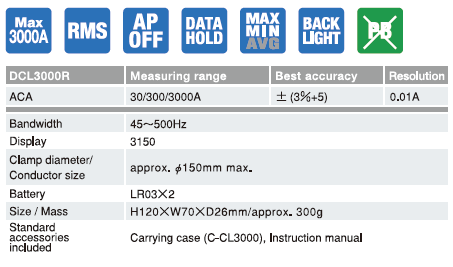 Max
3000A
RMS
AP
OFF
DATA
HOLD
MAX
MIN
AVG
BACK
LIGHT
PB
DCL3000R Measuring range Best accuracy Resolution
ACA 30/300/3000A ±(3%+5) 0.01A
Bandwidth 45～500Hz
Display 3150
Clamp diameter/
Conductor size approx. φ150mm max.
Battery LR03×2
Size / Mass H120×W70×D26mm/approx. 300g
Standard
accessories
included Carrying case (C-CL3000), Instruction manual